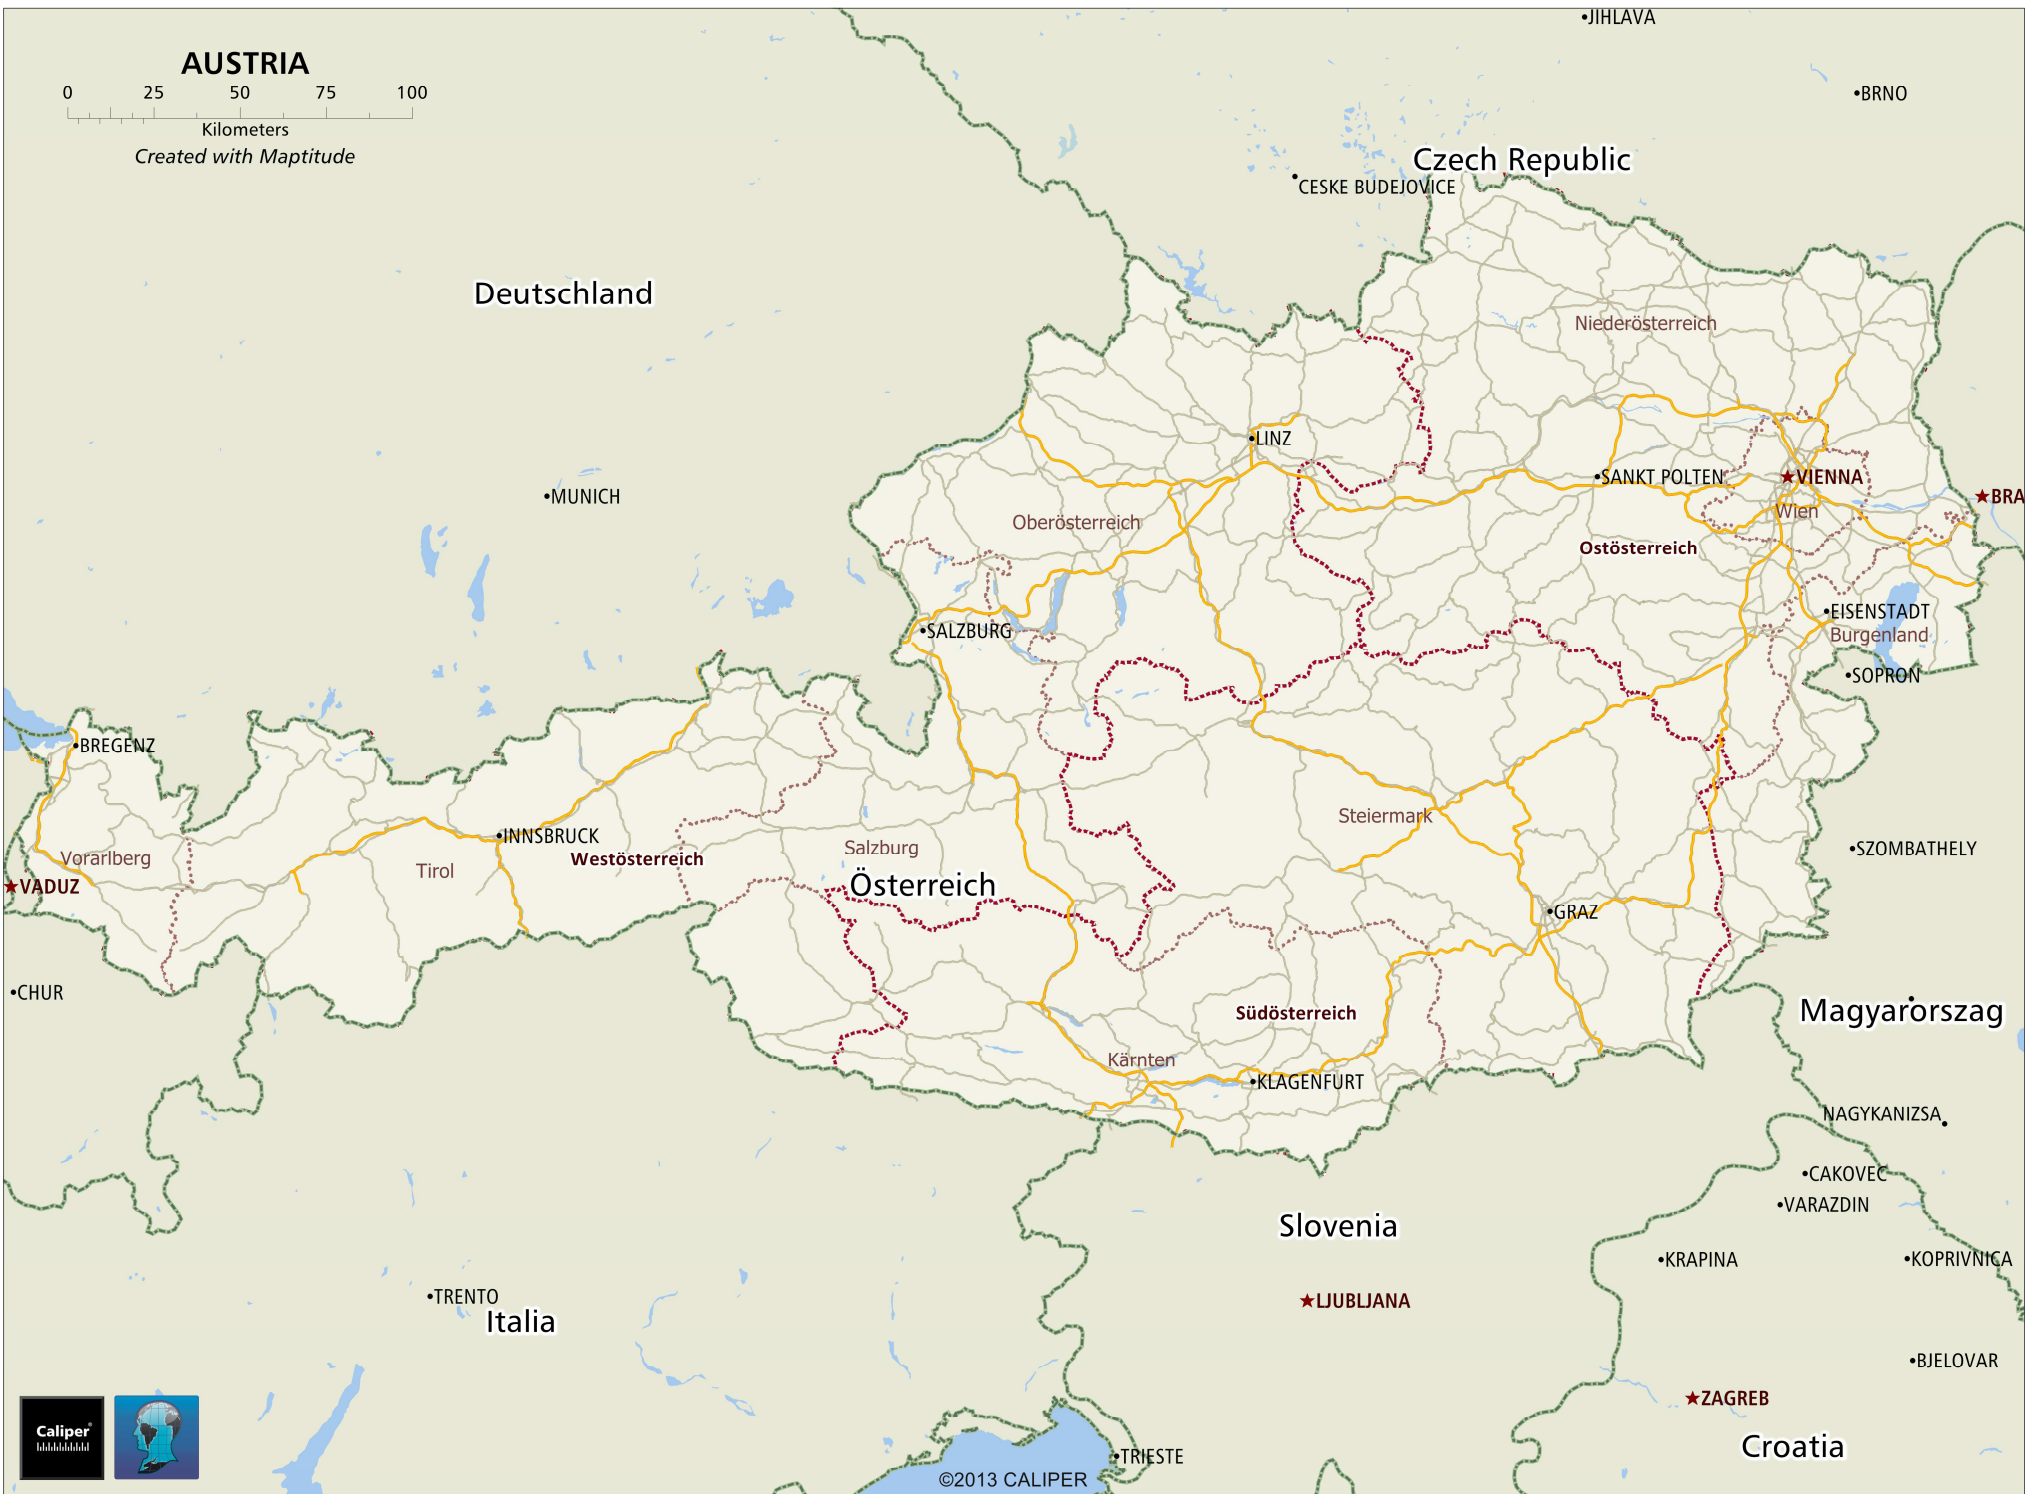 JIHLAVA
AUSTRIA
0 25 50 75 100
Kilometers
Created with Maptitude
BRNO
Czech Republic
CESKE BUDEJOVICE
Deutschland
Niederösterreich
LINZ
SANKT POLTEN
VIENNA
MUNICH
BRA
Wien
Oberösterreich
Ostösterreich
EISENSTADT
SALZBURG
Burgenland
SOPRON
BREGENZ
Steiermark
INNSBRUCK
Salzburg
SZOMBATHELY
Vorarlberg
Westösterreich
Tirol
VADUZ
Österreich
GRAZ
CHUR
Südösterreich
Magyarorszag
Kärnten
KLAGENFURT
NAGYKANIZSA
CAKOVEC
VARAZDIN
Slovenia
KRAPINA
KOPRIVNICA
TRENTO
LJUBLJANA
Italia
BJELOVAR
ZAGREB
Caliper®
Croatia
TRIESTE
©2013 CALIPER